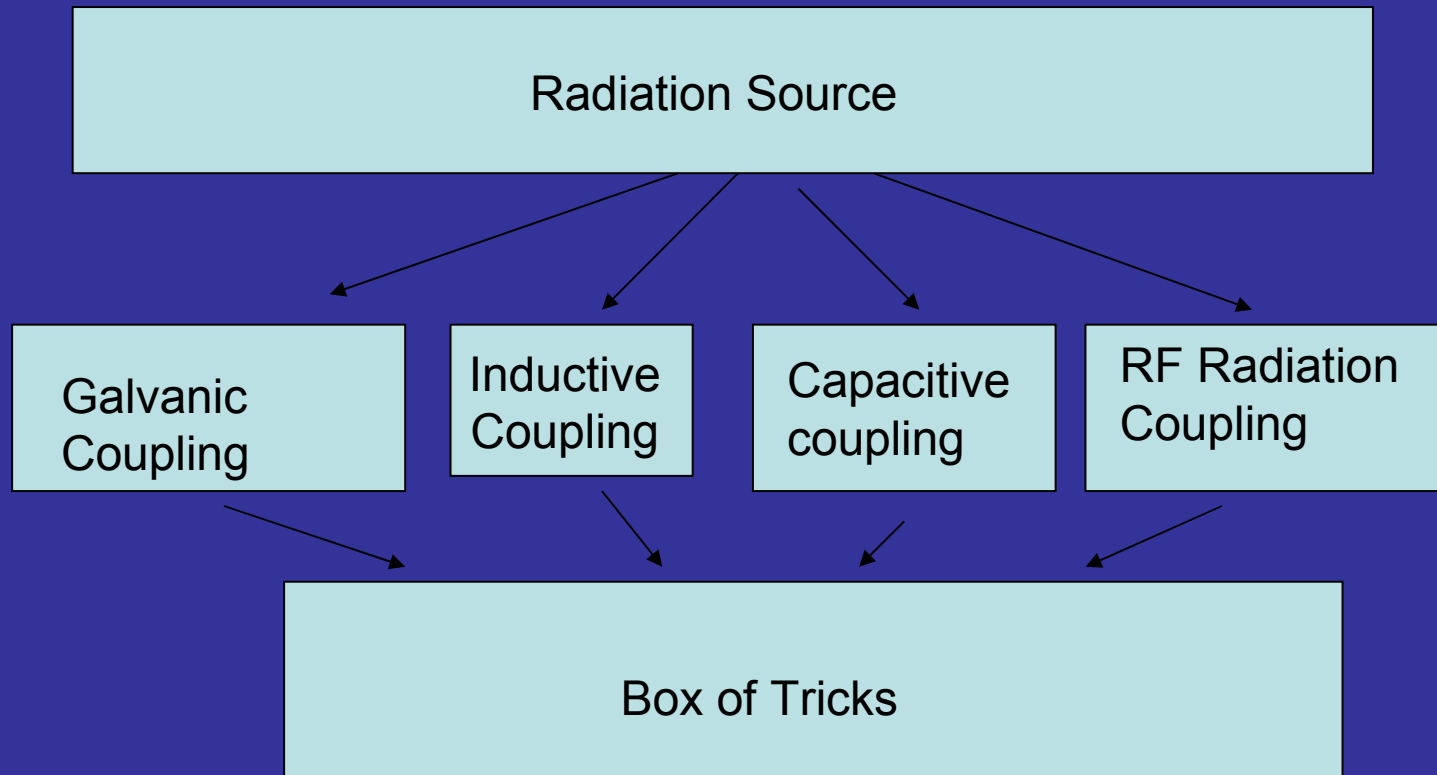 Radiation Source
Galvanic
Coupling
Inductive
Coupling
Capacitive
coupling
RF Radiation
Coupling
Box of Tricks